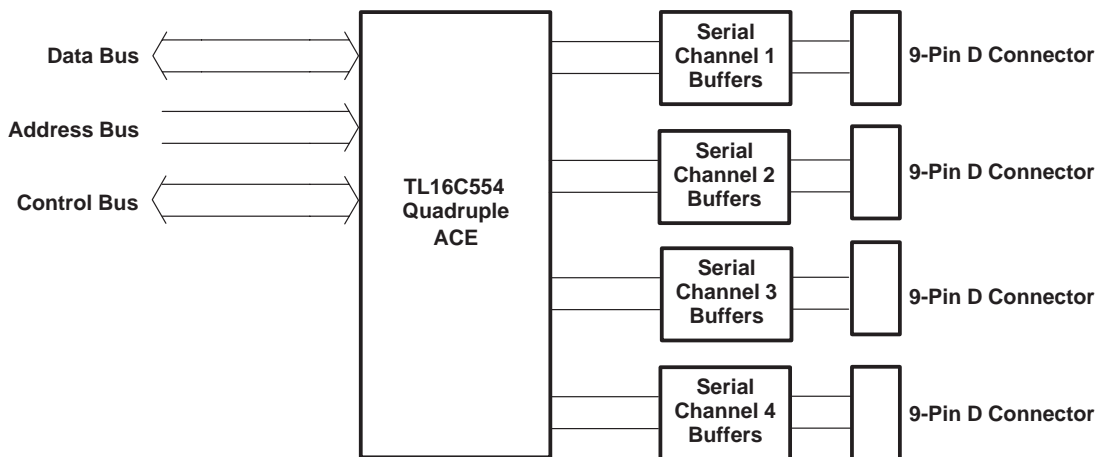 Data Bus
Address Bus
Control Bus
TL16C554
Quadruple
ACE
Serial
Channel 1
Buffers
9-Pin D Connector
Serial
Channel 2
Buffers
9-Pin D Connector
Serial
Channel 3
Buffers
9-Pin D Connector
Serial
Channel 4
Buffers
9-Pin D Connector